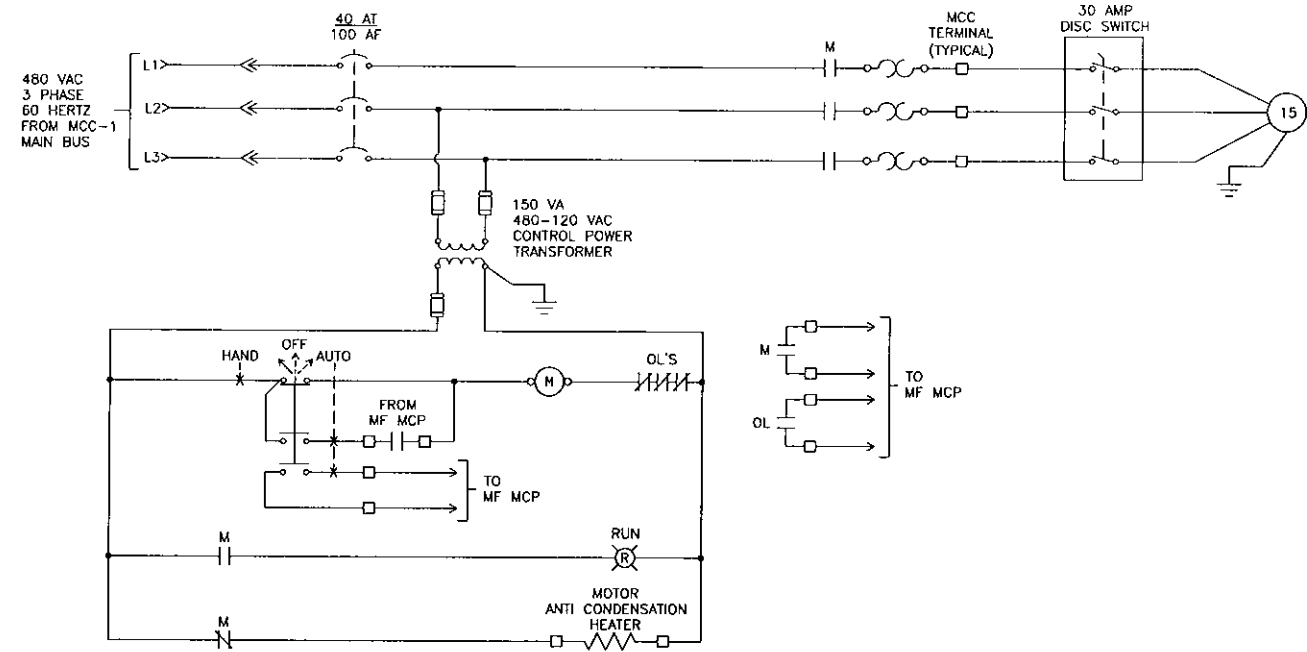 40 AT
100 AF
MCC
TERMINAL
(TYPICAL)
30 AMP
DISC SWITCH
480 VAC
3 PHASE
60 HERTZ
FROM MCC-1
MAIN BUS
L1
L2
L3
M
15
150 VA
480-120 VAC
CONTROL POWER
TRANSFORMER
HAND
OFF
AUTO
M
OL'S
FROM
MF MCP
TO
MF MCP
M
OL
TO
MF MCP
M
RUN
R
M
MOTOR
ANTI CONDENSATION
HEATER